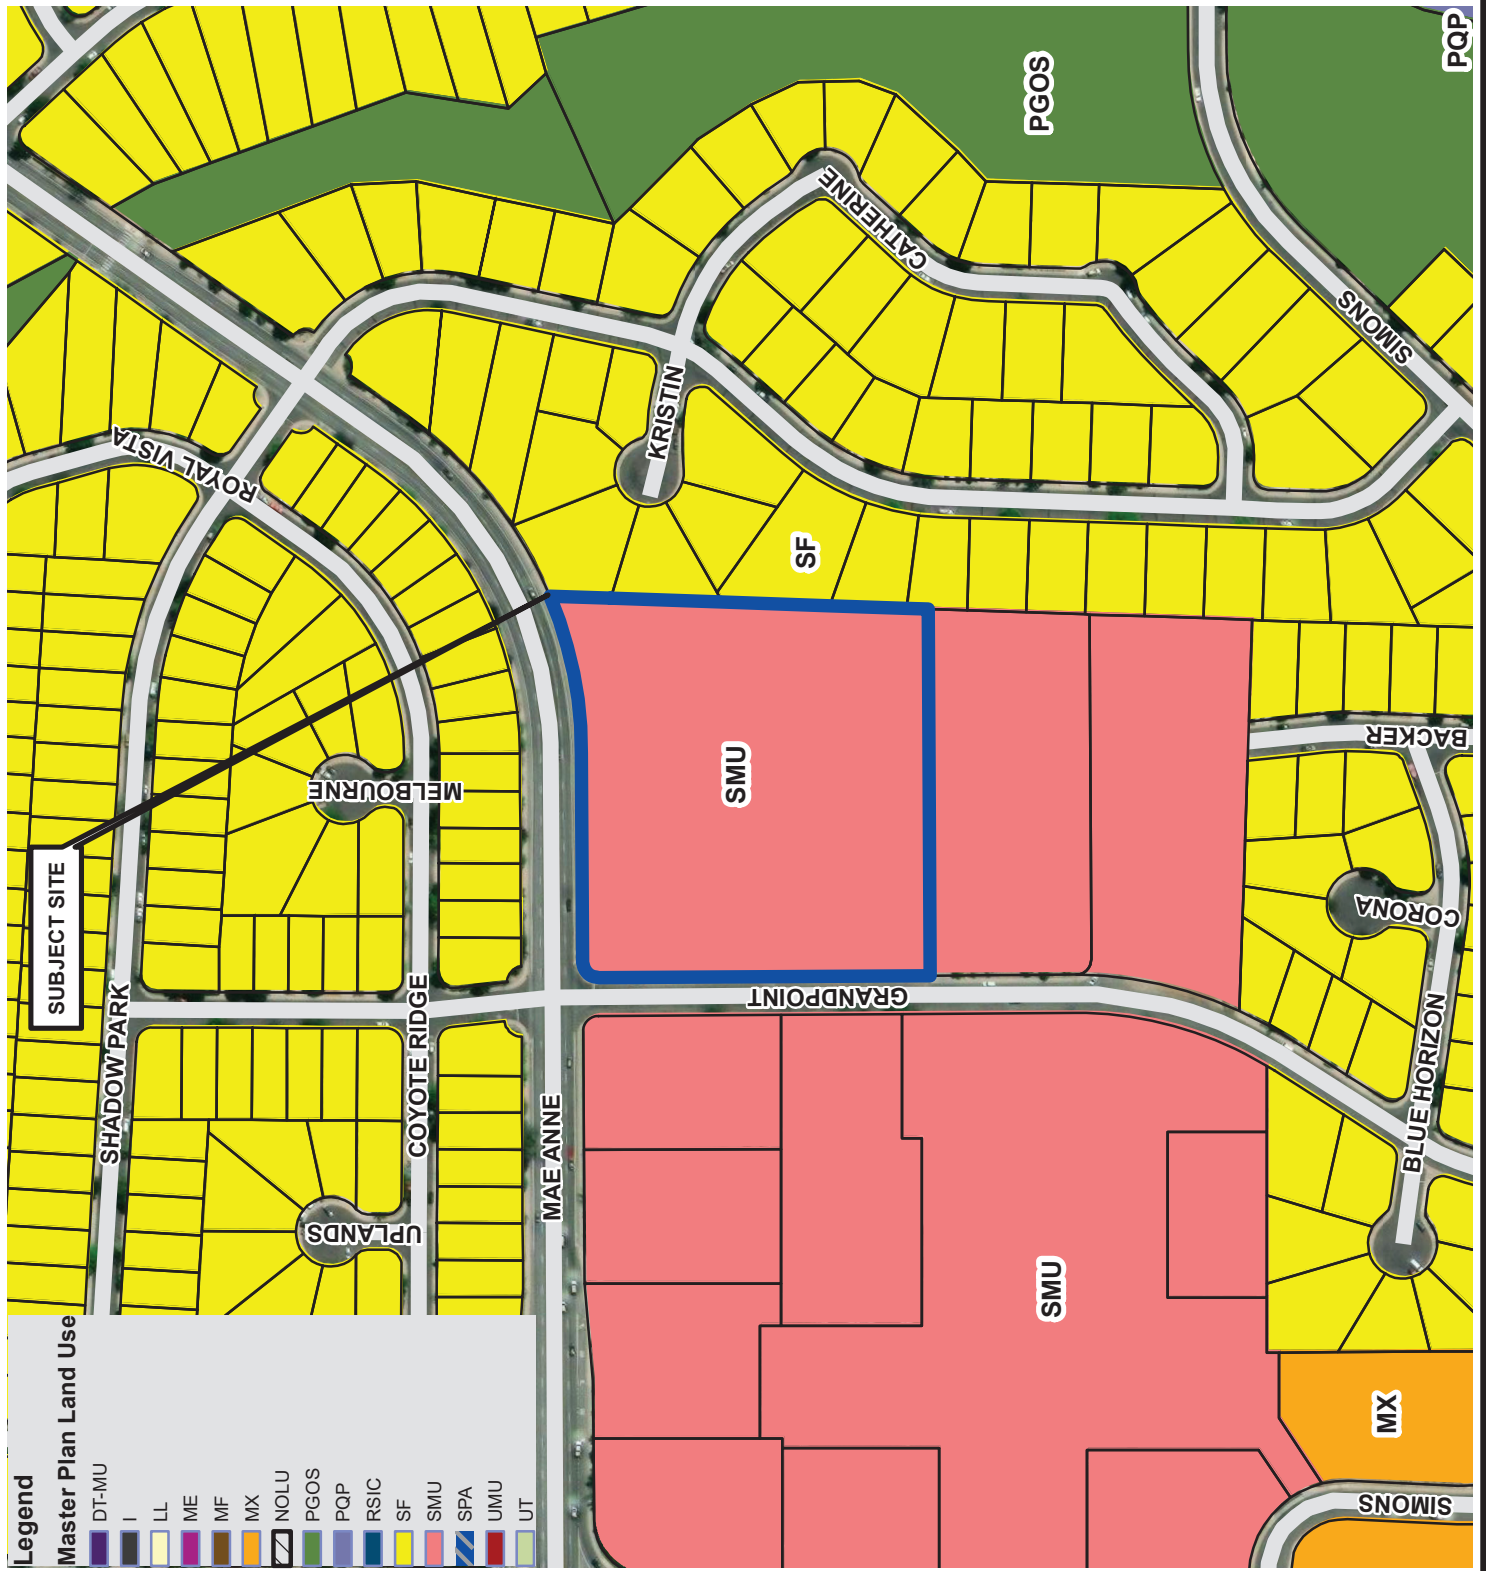 Legend
Master Plan Land Use
DT-MU
I
LL
ME
MF
MX
NOLU
PGOS
PQP
RSIC
SF
SMU
SPA
UMU
UT
SUBJECT SITE
SHADOW PARK
COYOTE RIDGE
MAE ANNE
UPLANDS
MELBOURNE
ROYAL VISTA
KRISTIN
CATHERINE
SIMONS
GRANDPOINT
BACKER
CORONA
BLUE HORIZON
SIMONS
PGOS
PQP
SF
SMU
SMU
MX